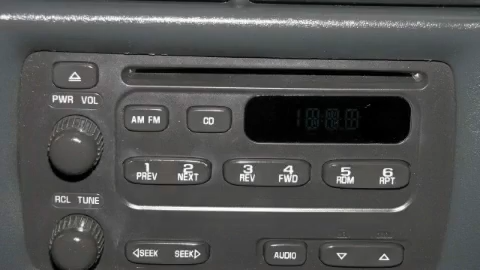 PWR VOL
AM FM
CD
1 PREV
2 NEXT
3 REV
4 FWD
5 RDM
6 RPT
RCL TUNE
SEEK SEEK
AUDIO